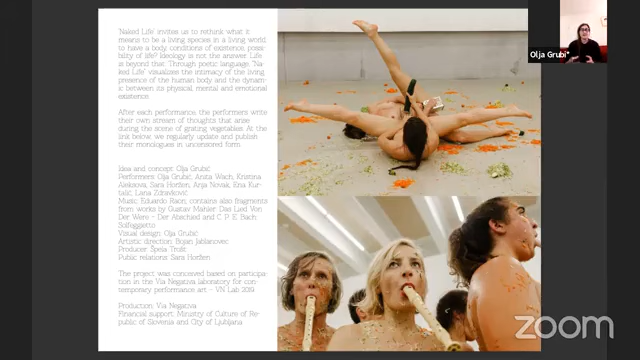 'Naked Life' invites us to rethink what it
means to be a living species in a living world,
to have a body, conditions of existence, possi-
bility of life? Ideology is not the answer. Life
is beyond that. Through poetic language "Na-
ked Life" visualizes the intimacy of the living
presence of the human body and the dynam-
ic between its physical, mental and emotional
existence.
After each performance, the performers write
their own stream of thoughts that arise
during the scene of grating vegetables. At the
link below, we regularly update and publish
their monologues in uncensored form.
Idea and concept: Olja Grubić
Performers: Olja Grubić, Anita Wach, Kristina
Aleksova, Sara Horžen, Anja Novak, Ena Kur-
talić, Lana Zdravković
Music: Eduardo Raon, contains also fragments
from works by Gustav Mahler: Das Lied Von
Der Were - Der Abschied and C. P. E. Bach:
Solfeggietto
Visual design: Olja Grubić
Artistic direction: Bojan Jablanovec
Producer: Špela Trošt
Public relations: Sara Horžen
The project was conceived based on participa-
tion in the Via Negativa laboratory for con-
temporary performance art - VN Lab 2019
Production: Via Negativa
Financial support: Ministry of Culture of Re-
public of Slovenia and City of Ljubljana
Olja Grubi*
zoom